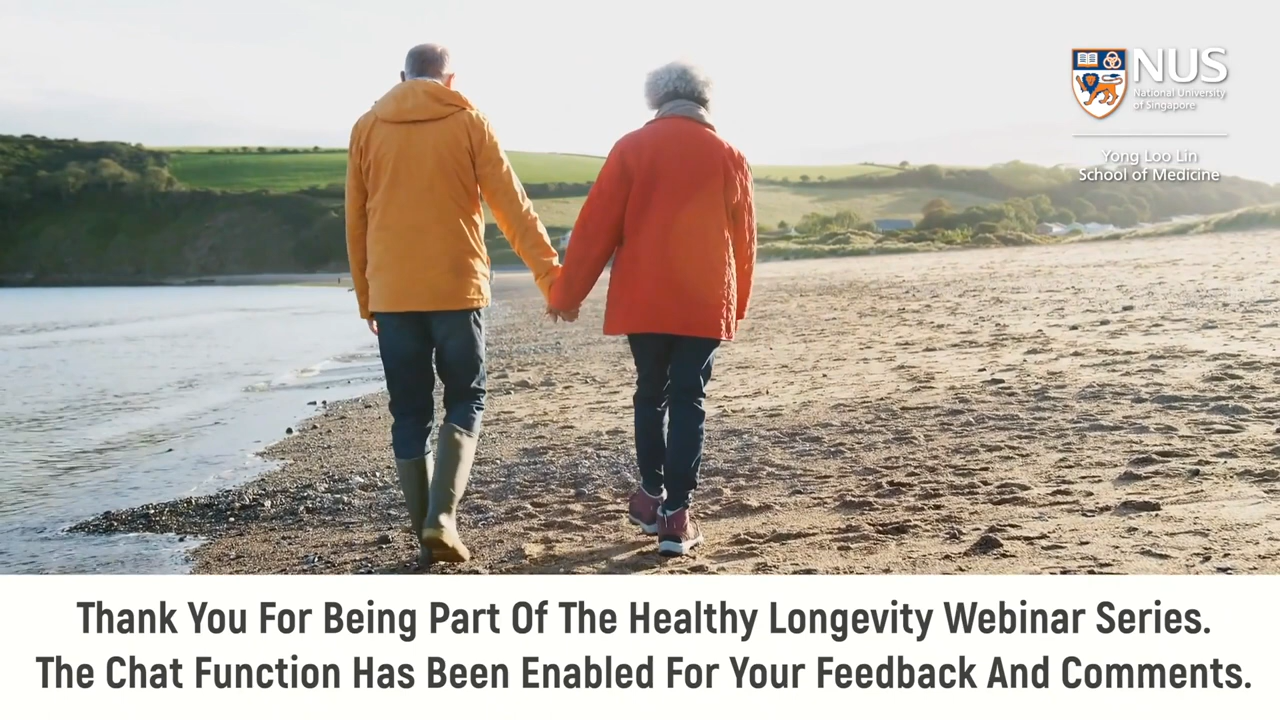 NUS
National University
of Singapore
Yong Loo Lin
School of Medicine
Thank You For Being Part Of The Healthy Longevity Webinar Series.
The Chat Function Has Been Enabled For Your Feedback And Comments.